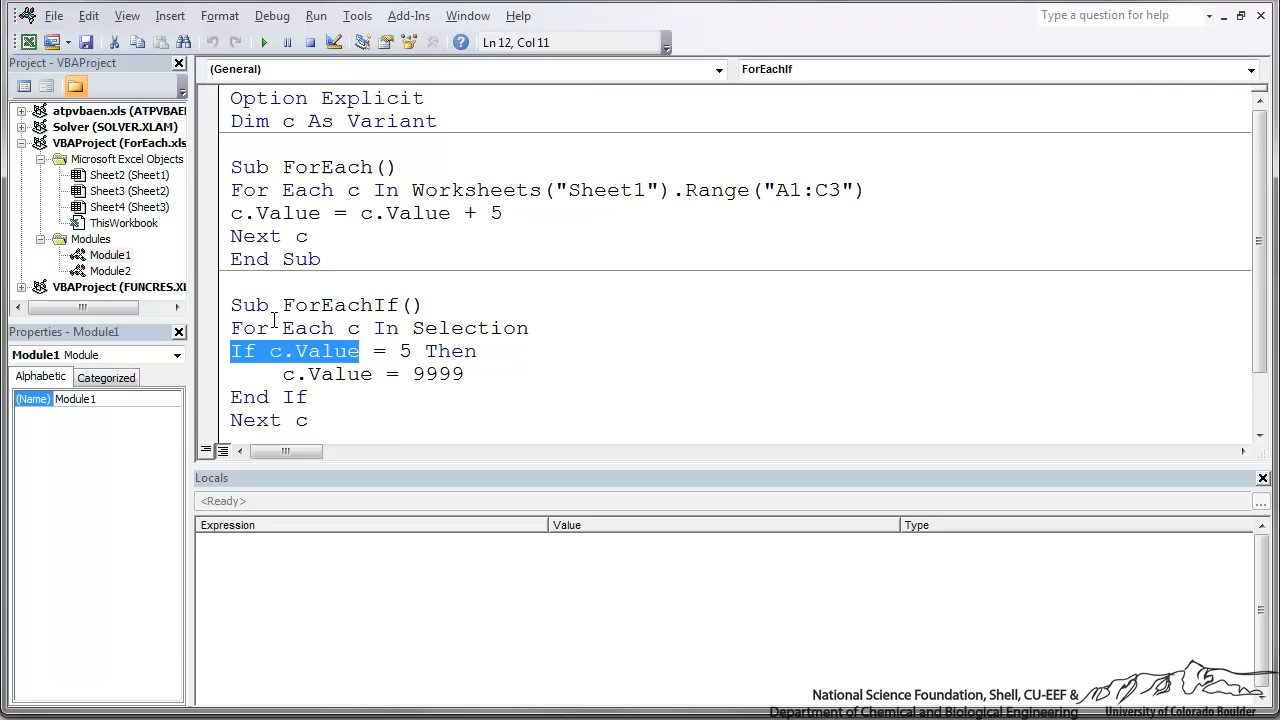 File Edit View Insert Format Debug Run Tools Add-Ins Window Help
Type a question for help
Ln 12, Col 11
Project - VBAProject
(General)
ForEachIf
atpvbaen.xls (ATPVBAEN
Solver (SOLVER.XLAM)
VBAProject (ForEach.xls
Microsoft Excel Objects
Sheet2 (Sheet1)
Sheet3 (Sheet2)
Sheet4 (Sheet3)
ThisWorkbook
Modules
Module1
Module2
VBAProject (FUNCRES.XL
Properties - Module1
Module1 Module
Alphabetic Categorized
(Name) Module1
Option Explicit
Dim c As Variant
Sub ForEach()
For Each c In Worksheets("Sheet1").Range("A1:C3")
c.Value = c.Value + 5
Next c
End Sub
Sub ForEachIf()
For Each c In Selection
If c.Value = 5 Then
c.Value = 9999
End If
Next c
Locals
<Ready>
...
Expression Value Type
National Science Foundation, Shell, CU-EEF &
Department of Chemical and Biological Engineering
University of Colorado Boulder